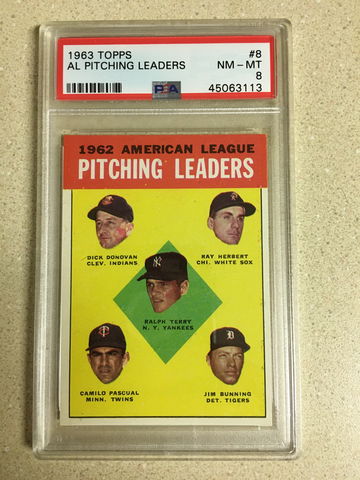 1963 TOPPS #8
AL PITCHING LEADERS NM - MT
PSA 8
45063113
1962 AMERICAN LEAGUE
PITCHING LEADERS
DICK DONOVAN
CLEV. INDIANS
RAY HERBERT
CHI. WHITE SOX
RALPH TERRY
N. Y. YANKEES
CAMILO PASCUAL
MINN. TWINS
JIM BUNNING
DET. TIGERS